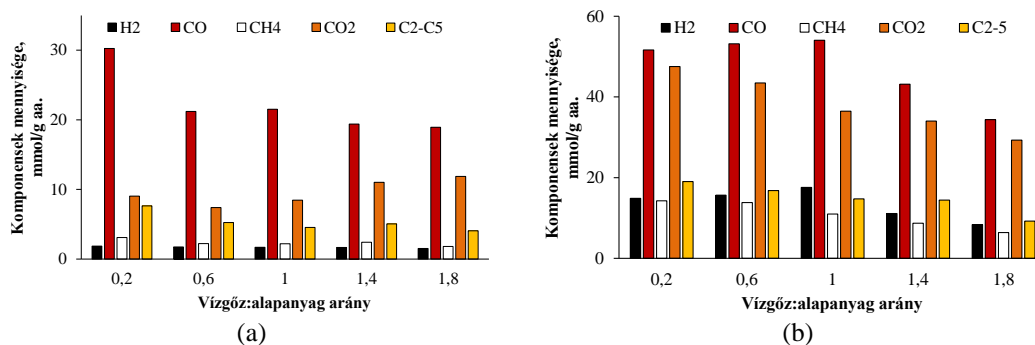 H2 CO CH4 CO2 C2-C5
Komponensek mennyisége,
mmol/g aa.
30
20
10
0
0,2 0,6 1 1,4 1,8
Vízgőz:alapanyag arány
(a)
H2 CO CH4 CO2 C2-5
Komponensek mennyisége,
mmol/g aa.
60
40
20
0
0,2 0,6 1 1,4 1,8
Vízgőz:alapanyag arány
(b)